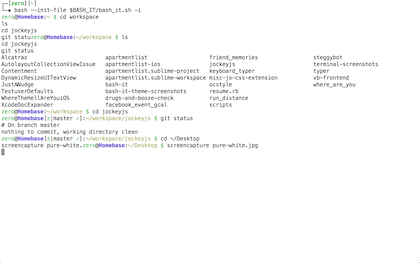 ┌─[zero][~]
└─▪ bash --init-file $BASH_IT/bash_it.sh -i
zero@Homebase:~ $ cd workspace
ls
cd jockeyjs
git statuzero@Homebase:~/workspace $ ls
cd jockeyjs
git status
Alcatraz apartmentlist friend_memories steggybot
AutolayoutCollectionViewIssue apartmentlist-ios jockeyjs terminal-screenshots
Contentment apartmentlist.sublime-project keyboard_typer typer
DynamicResizeUITextView apartmentlist.sublime-workspace misc-js-css-enigma vb-frontend
JustANudge bash-it ocstyle where_are_you
TestuserDefaults bash-it-theme-screenshots resume.rb
WhereTheHellAreYouiOS drugs-and-booze-check run_distance
XcodeDocExpander facebook_event_gcal scripts
zero@Homebase:~/workspace $ cd jockeyjs
zero@Homebase[±|master ✓]:~/workspace/jockeyjs $ git status
# On branch master
nothing to commit, working directory clean
zero@Homebase[±|master ✓]:~/workspace/jockeyjs $ cd ~/Desktop
screencapture pure-white.zero@Homebase:~/Desktop $ screencapture pure-white.jpg